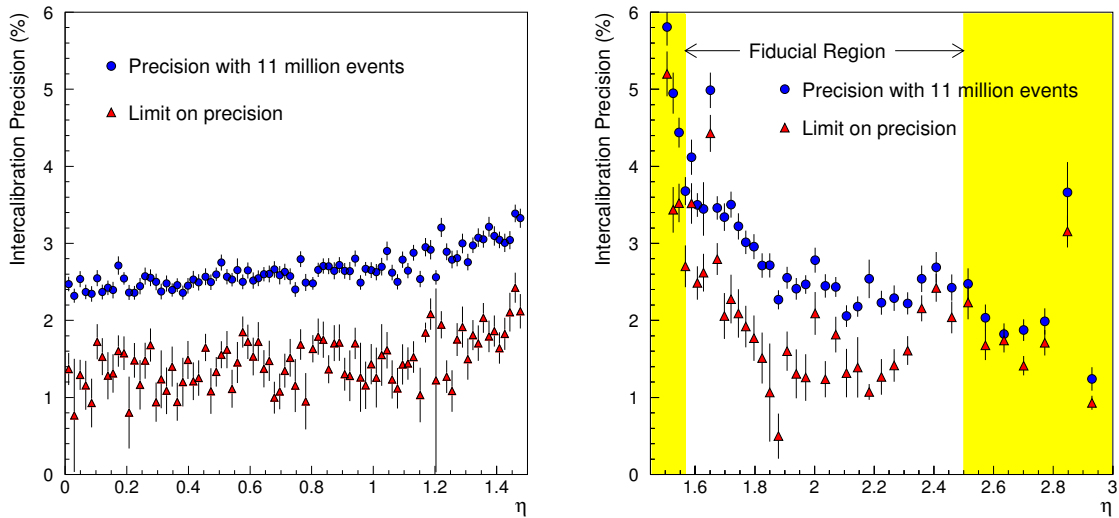 Intercalibration Precision (%)
6
5
4
3
2
1
0
Precision with 11 million events
Limit on precision
0 0.2 0.4 0.6 0.8 1 1.2 1.4
η
Intercalibration Precision (%)
6
5
4
3
2
1
0
Fiducial Region
Precision with 11 million events
Limit on precision
1.6 1.8 2 2.2 2.4 2.6 2.8 3
η